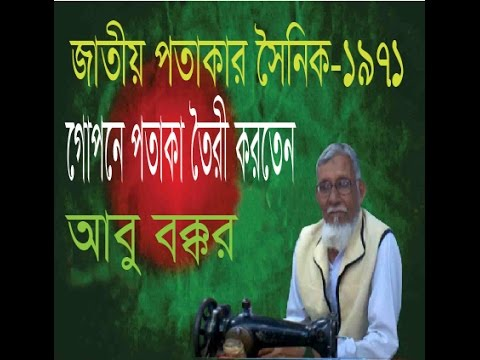 জাতীয় পতাকার সৈনিক-১৯৭১
গোপনে পতাকা তৈরী করতেন
আবু বক্কর